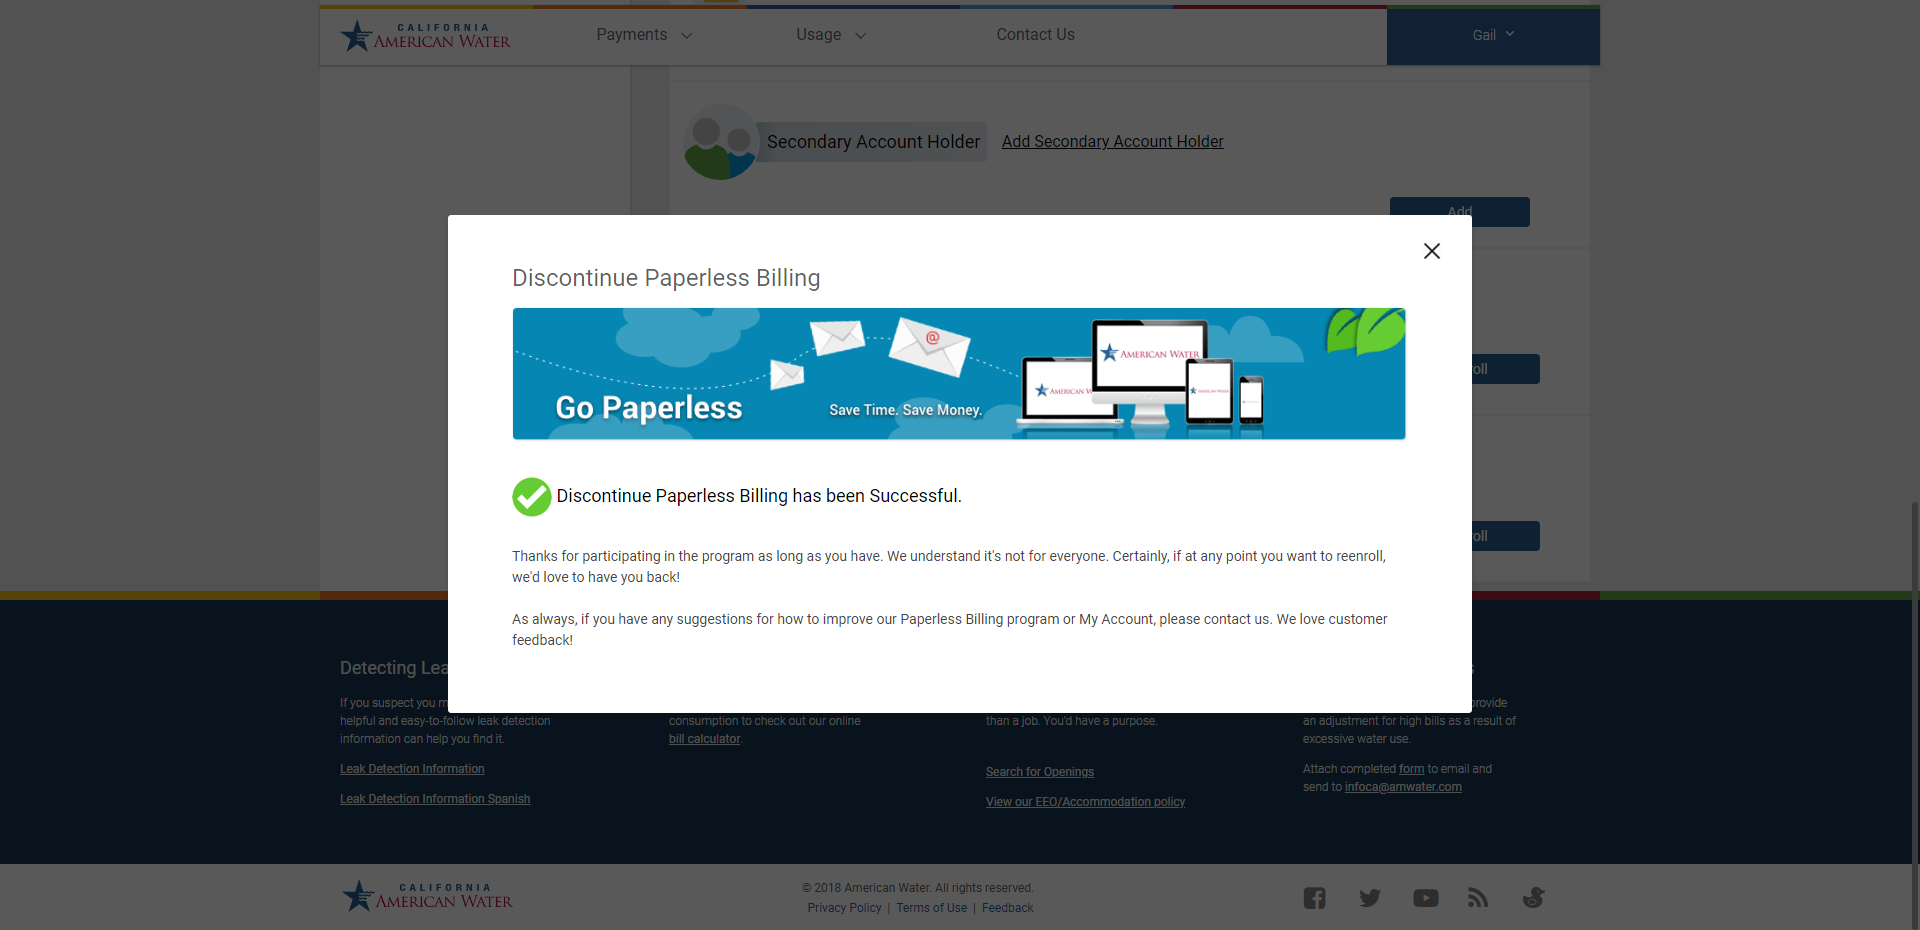 CALIFORNIA
AMERICAN WATER
Payments
Usage
Contact Us
Gail
Secondary Account Holder
Add Secondary Account Holder
Add
Discontinue Paperless Billing
Go Paperless
Save Time. Save Money.
@
AMERICAN WATER
AMERICAN W
AMERICAN WATER
Discontinue Paperless Billing has been Successful.
Thanks for participating in the program as long as you have. We understand it's not for everyone. Certainly, if at any point you want to reenroll,
we'd love to have you back!
As always, if you have any suggestions for how to improve our Paperless Billing program or My Account, please contact us. We love customer
feedback!
roll
roll
Detecting Lea
If you suspect you m
helpful and easy-to-follow leak detection
information can help you find it.
Leak Detection Information
Leak Detection Information Spanish
consumption to check out our online
bill calculator.
than a job. You'd have a purpose.
Search for Openings
View our EEO/Accommodation policy
s
provide
an adjustment for high bills as a result of
excessive water use.
Attach completed form to email and
send to infoca@amwater.com
CALIFORNIA
AMERICAN WATER
© 2018 American Water. All rights reserved.
Privacy Policy | Terms of Use | Feedback